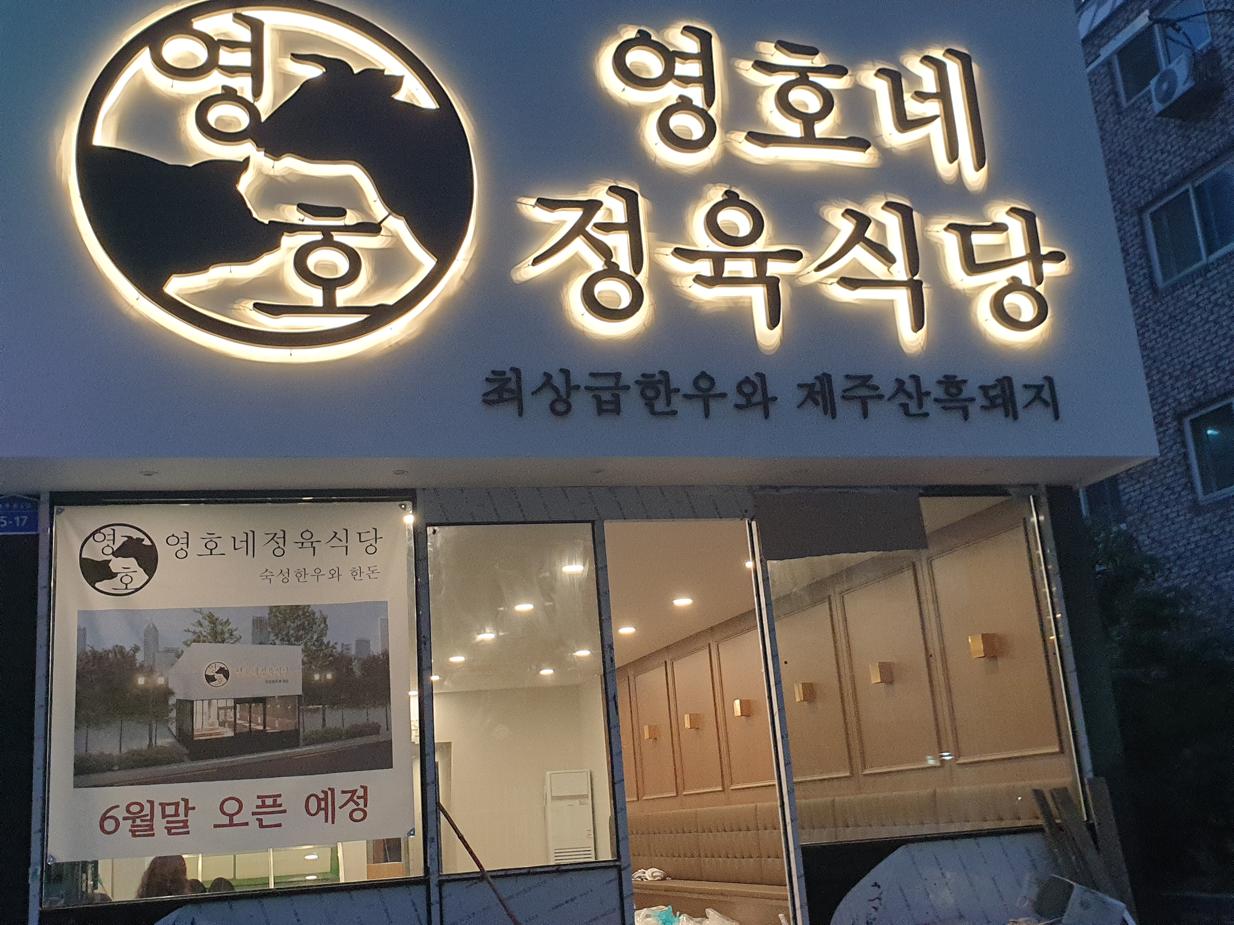 영
호
영호네
정육식당
최상급한우와 제주산흑돼지
5-17
영
호
영호네정육식당
숙성한우와 한돈
6월말 오픈 예정